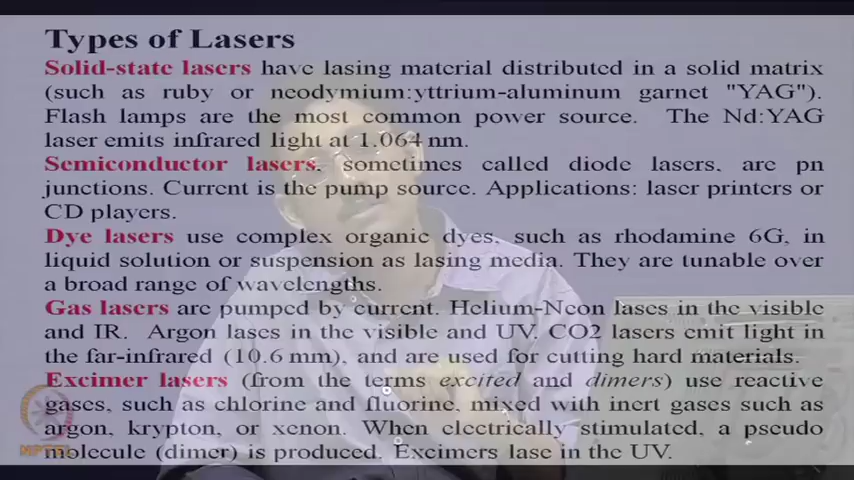 Types of Lasers
Solid-state lasers have lasing material distributed in a solid matrix
(such as ruby or neodymium:yttrium-aluminum garnet "YAG").
Flash lamps are the most common power source. The Nd:YAG
laser emits infrared light at 1.064 nm.
Semiconductor lasers, sometimes called diode lasers, are pn
junctions. Current is the pump source. Applications: laser printers or
CD players.
Dye lasers use complex organic dyes, such as rhodamine 6G, in
liquid solution or suspension as lasing media. They are tunable over
a broad range of wavelengths.
Gas lasers are pumped by current. Helium-Neon lases in the visible
and IR. Argon lases in the visible and UV. CO2 lasers emit light in
the far-infrared (10.6 mm), and are used for cutting hard materials.
Excimer lasers (from the terms excited and dimers) use reactive
gases, such as chlorine and fluorine, mixed with inert gases such as
argon, krypton, or xenon. When electrically stimulated, a pseudo
molecule (dimer) is produced. Excimers lase in the UV.
NPTEL